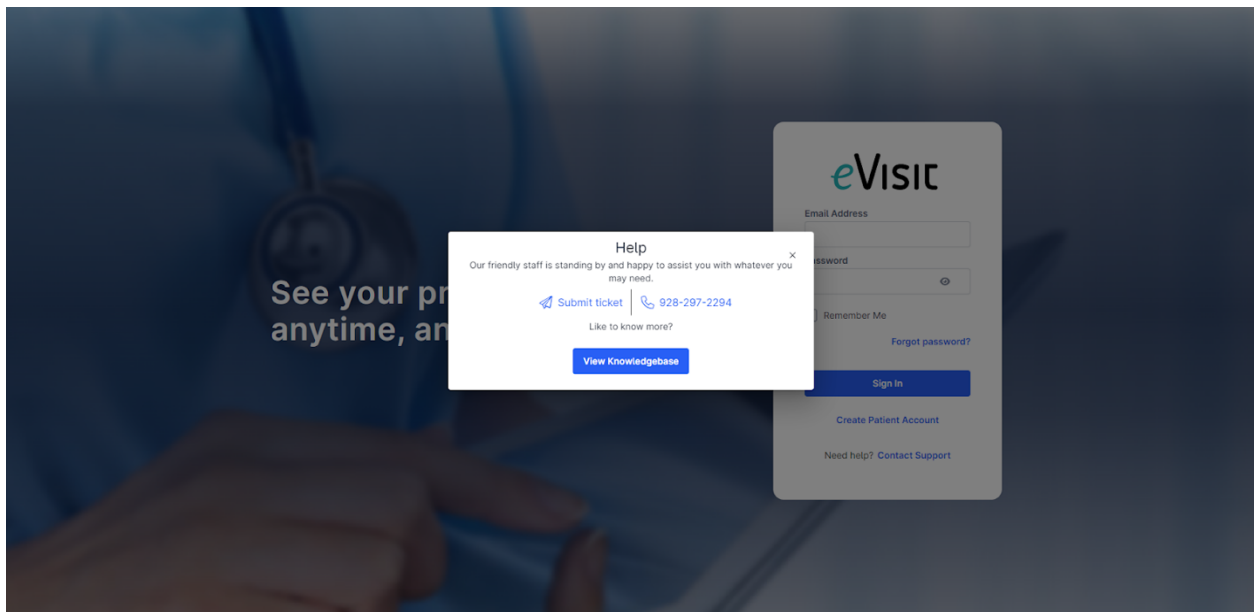 See your pr
anytime, an
Help
Our friendly staff is standing by and happy to assist you with whatever you
may need.
Submit ticket
928-297-2294
Like to know more?
View Knowledgebase
eVisit
Email Address
Remember Me
Forgot password?
Sign In
Create Patient Account
Need help? Contact Support